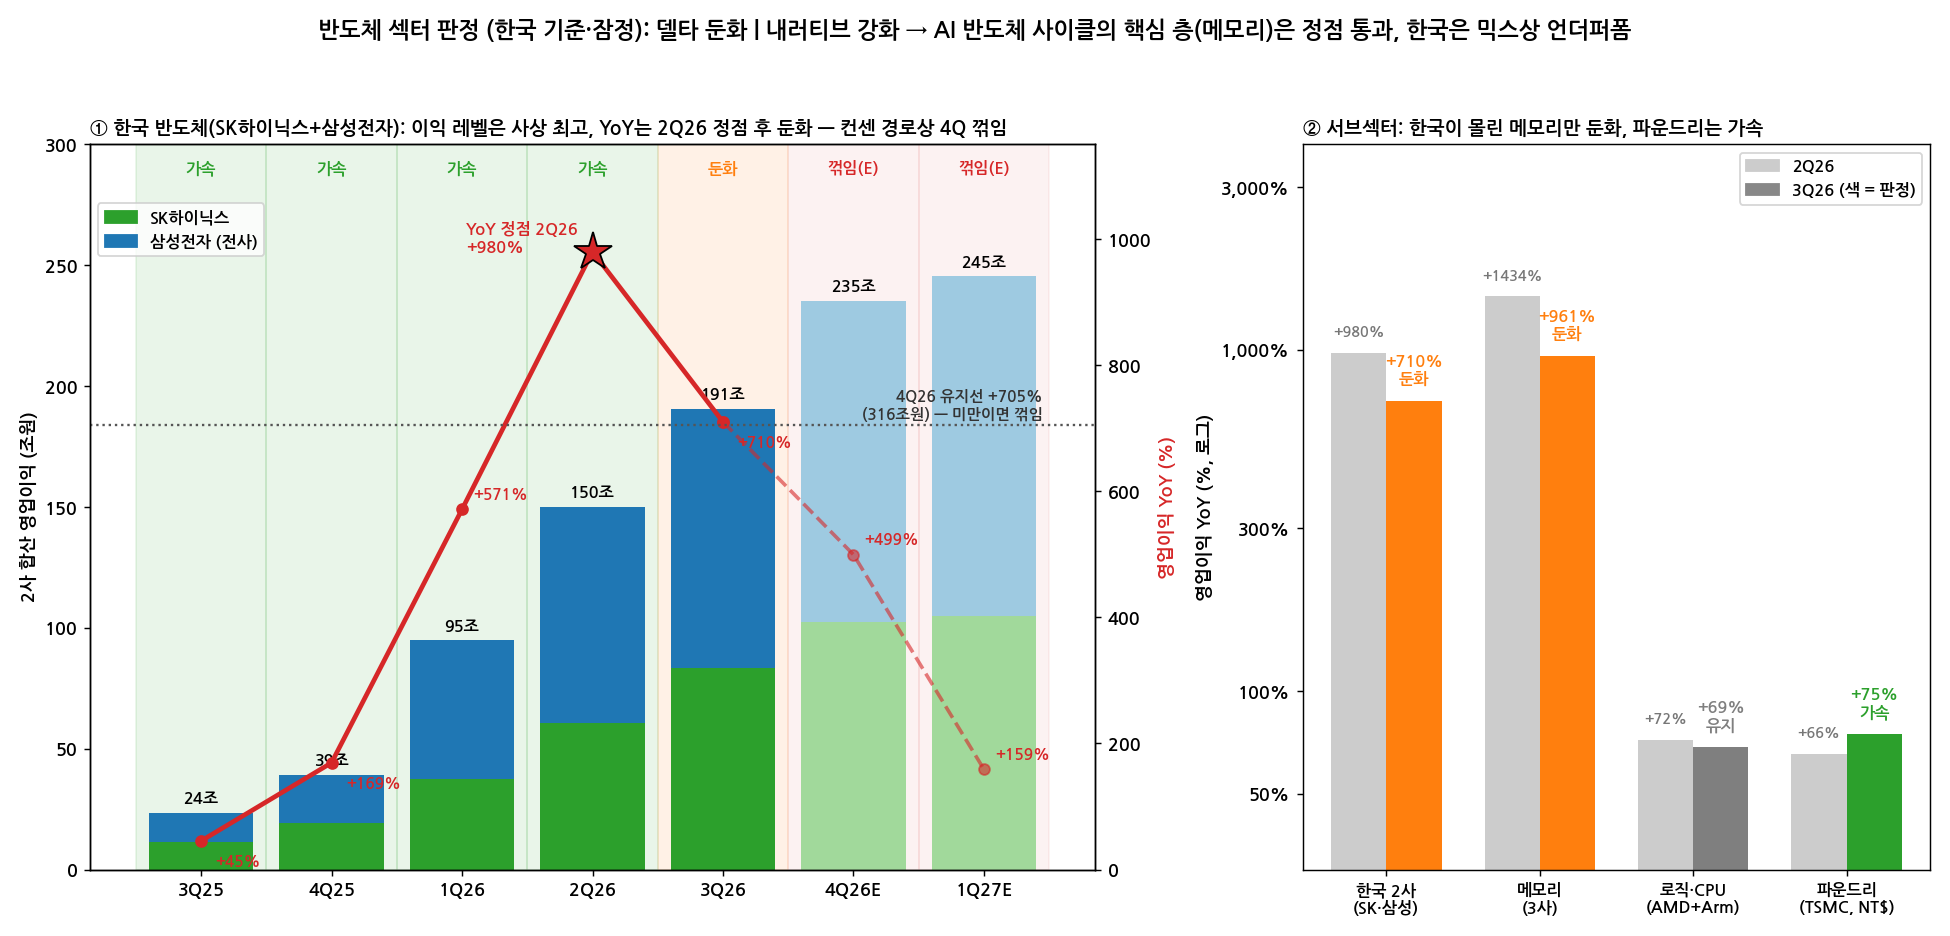 반도체 섹터 판정 (한국 기준·잠정): 델타 둔화 | 내러티브 강화 → AI 반도체 사이클의 핵심 층(메모리)은 정점 통과, 한국은 믹스상 언더퍼폼
① 한국 반도체(SK하이닉스+삼성전자): 이익 레벨은 사상 최고, YoY는 2Q26 정점 후 둔화 — 컨센 경로상 4Q 꺾임
가속
가속
가속
가속
둔화
꺾임(E)
꺾임(E)
SK하이닉스
삼성전자 (전사)
YoY 정점 2Q26
+980%
24조
39조
95조
150조
191조
235조
245조
+45%
+169%
+571%
+710%
+499%
+159%
4Q26 유지선 +705%
(316조원) — 미만이면 꺾임
300
250
200
150
100
50
0
2사 합산 영업이익 (조원)
1000
800
600
400
200
0
영업이익 YoY (%)
3Q25
4Q25
1Q26
2Q26
3Q26
4Q26E
1Q27E
② 서브섹터: 한국이 몰린 메모리만 둔화, 파운드리는 가속
2Q26
3Q26 (색 = 판정)
3,000%
1,000%
300%
100%
50%
영업이익 YoY (%, 로그)
+980%
+710%
둔화
+1434%
+961%
둔화
+72%
+69%
유지
+66%
+75%
가속
한국 2사
(SK·삼성)
메모리
(3사)
로직·CPU
(AMD+Arm)
파운드리
(TSMC, NT$)